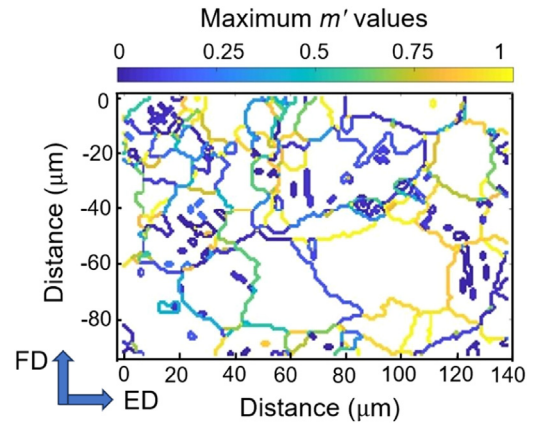 Maximum m′ values
0 0.25 0.5 0.75 1
0
-20
-40
-60
-80
Distance (μm)
0 20 40 60 80 100 120 140
Distance (μm)
FD
ED